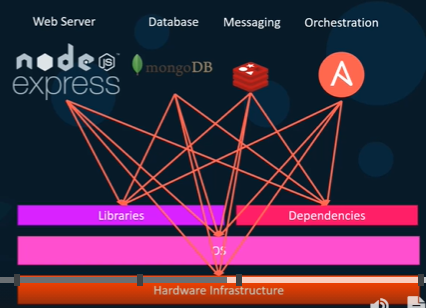 Web Server
Database
Messaging
Orchestration
node JS
express
mongoDB
A
Libraries
Dependencies
OS
Hardware Infrastructure